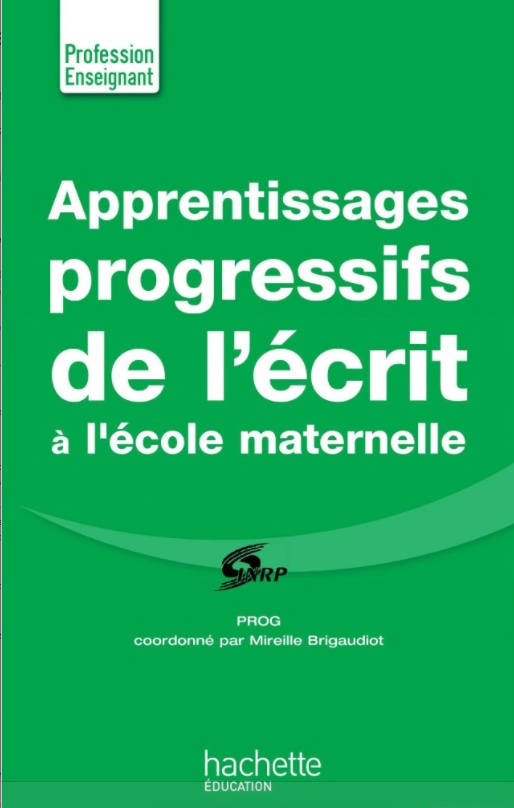 Profession
Enseignant
Apprentissages
progressifs
de l'écrit
à l'école maternelle
INRP
PROG
coordonné par Mireille Brigaudiot
hachette
ÉDUCATION